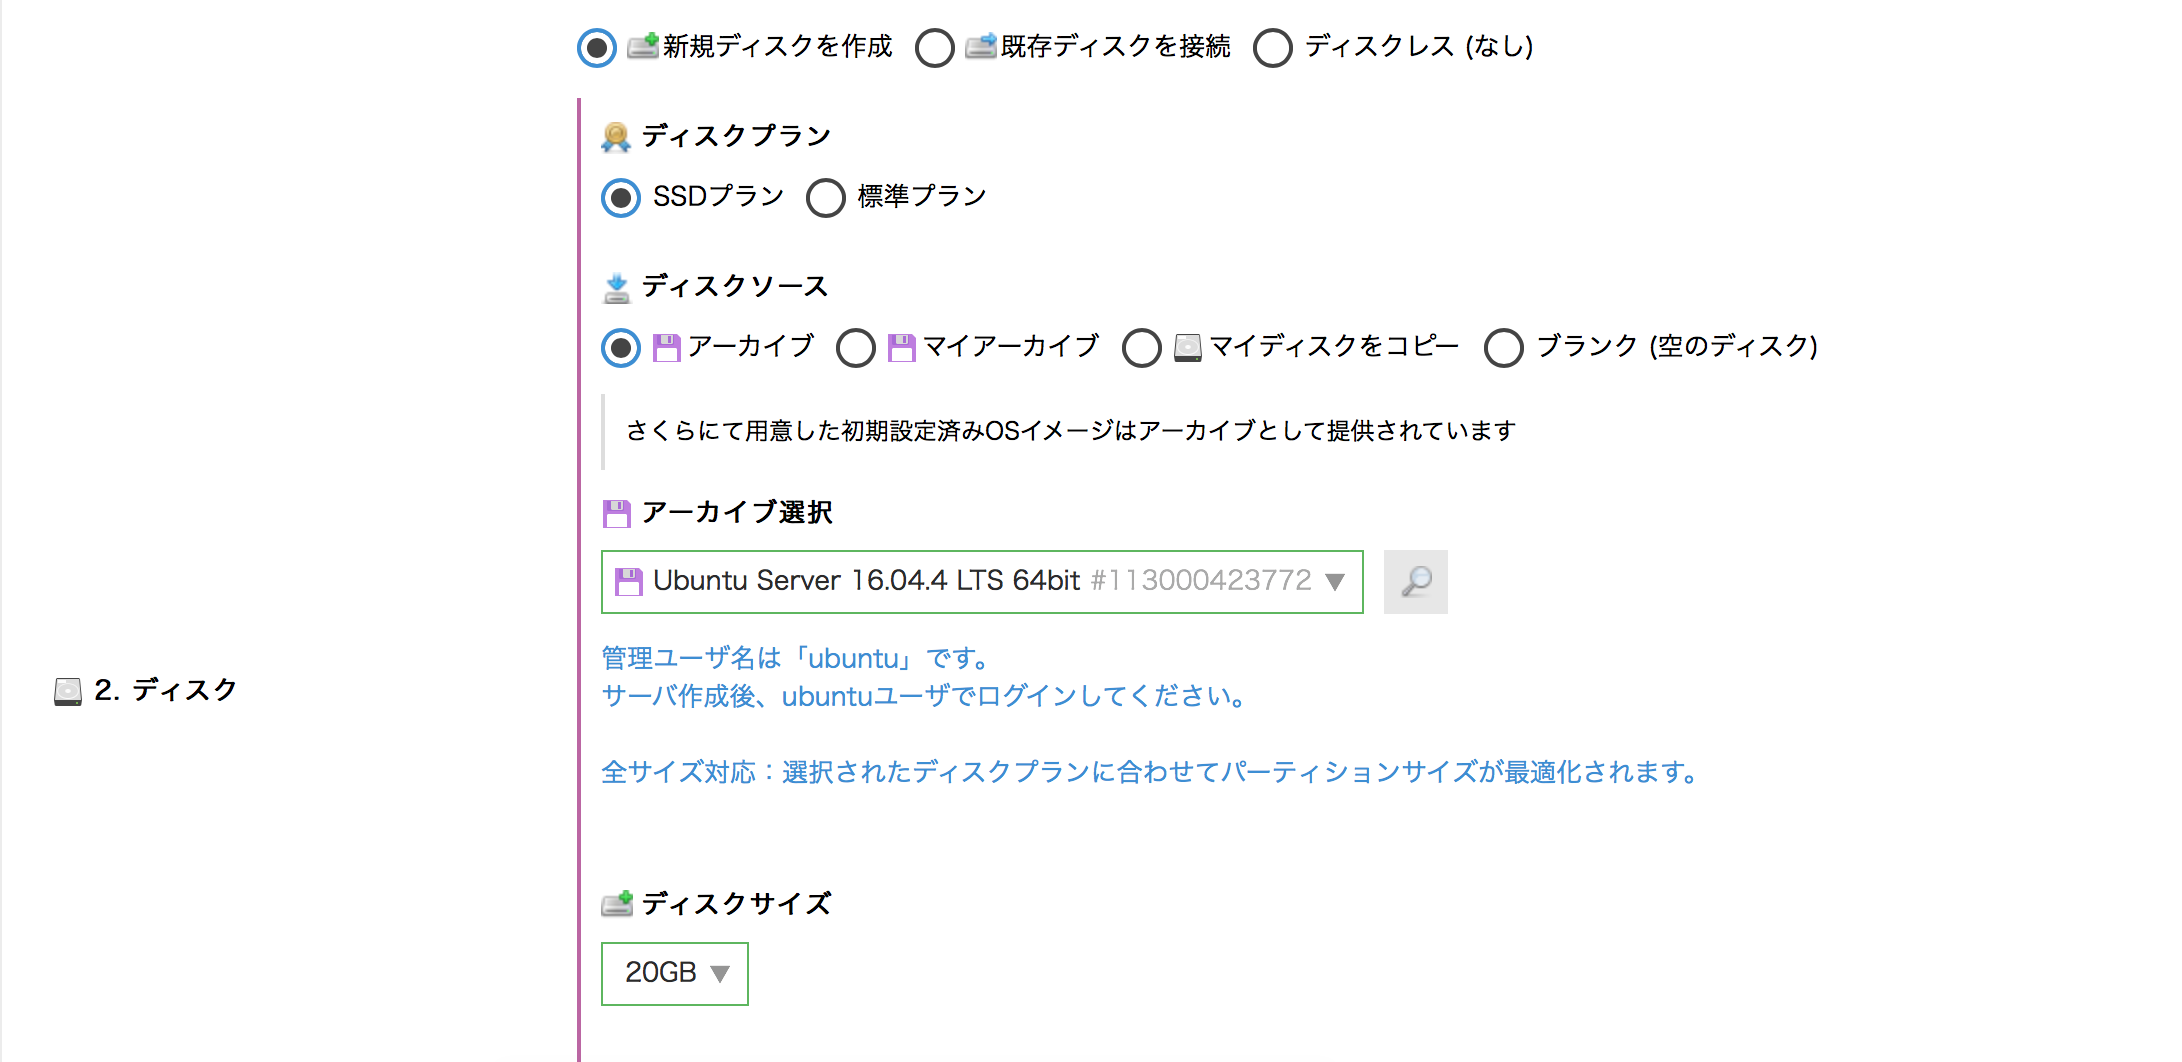 新規ディスクを作成 既存ディスクを接続 ディスクレス (なし)
ディスクプラン
SSDプラン 標準プラン
ディスクソース
アーカイブ マイアーカイブ マイディスクをコピー ブランク (空のディスク)
さくらにて用意した初期設定済みOSイメージはアーカイブとして提供されています
アーカイブ選択
Ubuntu Server 16.04.4 LTS 64bit #113000423772
管理ユーザ名は「ubuntu」です。
2. ディスク
サーバ作成後、ubuntuユーザでログインしてください。
全サイズ対応：選択されたディスクプランに合わせてパーティションサイズが最適化されます。
ディスクサイズ
20GB